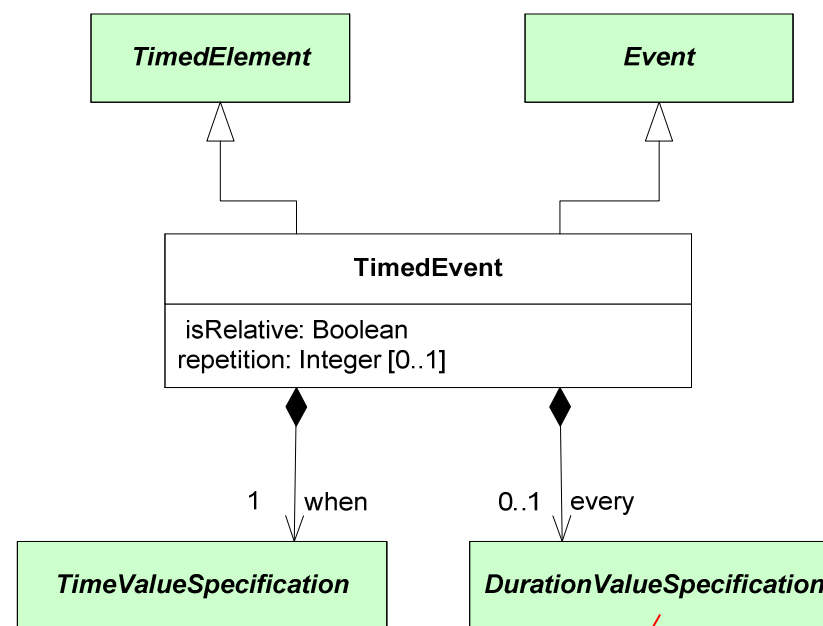 TimedElement
Event
TimedEvent
isRelative: Boolean
repetition: Integer [0..1]
1 when
0..1 every
TimeValueSpecification
DurationValueSpecification